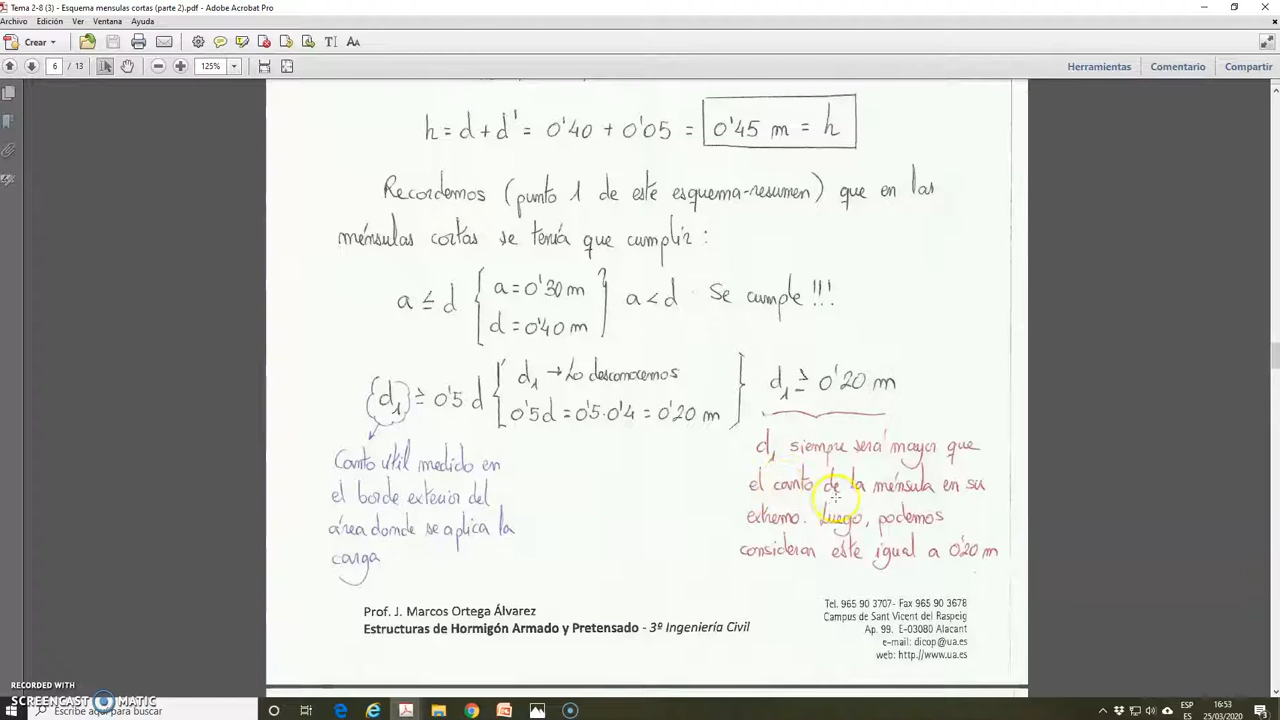 Tema 2-8 (3) - Esquema mensulas cortas (parte 2).pdf - Adobe Acrobat Pro
Archivo Edición Ver Ventana Ayuda
Crear
6 / 13 125% Herramientas Comentario Compartir
h = d + d' = 0'40 + 0'05 = 0'45 m = h
Recordemos (punto 1 de este esquema-resumen) que en las
ménsulas cortas se tenía que cumplir :
a ≤ d { a = 0'30 m
d = 0'40 m } a < d Se cumple !!!
d1 ≥ 0'5 d { d1 → Lo desconocemos
0'5d = 0'5·0'4 = 0'20 m } d1 ≥ 0'20 m
Canto útil medido en
el borde exterior del
área donde se aplica la
carga
d1 siempre será mayor que
el canto de la ménsula en su
extremo. Luego, podemos
considerar este igual a 0'20 m
Prof. J. Marcos Ortega Álvarez
Estructuras de Hormigón Armado y Pretensado - 3º Ingeniería Civil
Tel. 965 90 3707- Fax 965 90 3678
Campus de Sant Vicent del Raspeig
Ap. 99. E-03080 Alacant
e-mail: dicop@ua.es
web: http://www.ua.es
RECORDED WITH
SCREENCAST MATIC
Escribe aquí para buscar
ESP
ES
16:53
25/03/2020